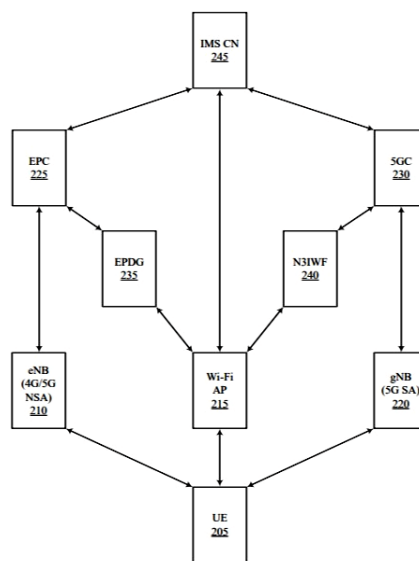 IMS CN
245
EPC
225
5GC
230
EPDG
235
N3IWF
240
eNB
(4G/5G
NSA)
210
Wi-Fi
AP
215
gNB
(5G SA)
220
UE
205